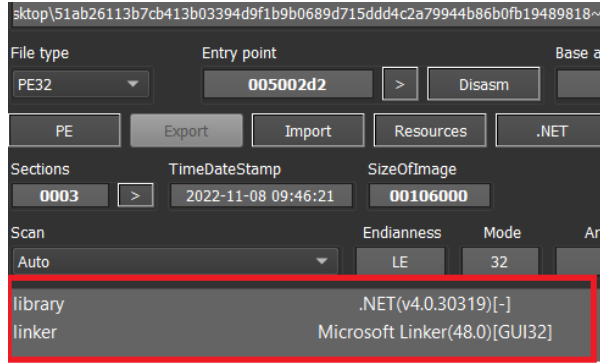 sktop\51ab26113b7cb413b03394d9f1b9b0689d715ddd4c2a79944b86b0fb19489818~
File type Entry point Base a
PE32 005002d2 > Disasm
PE Export Import Resources .NET
Sections TimeDateStamp SizeOfImage
0003 > 2022-11-08 09:46:21 00106000
Scan Endianness Mode Ar
Auto LE 32
library .NET(v4.0.30319)[-]
linker Microsoft Linker(48.0)[GUI32]